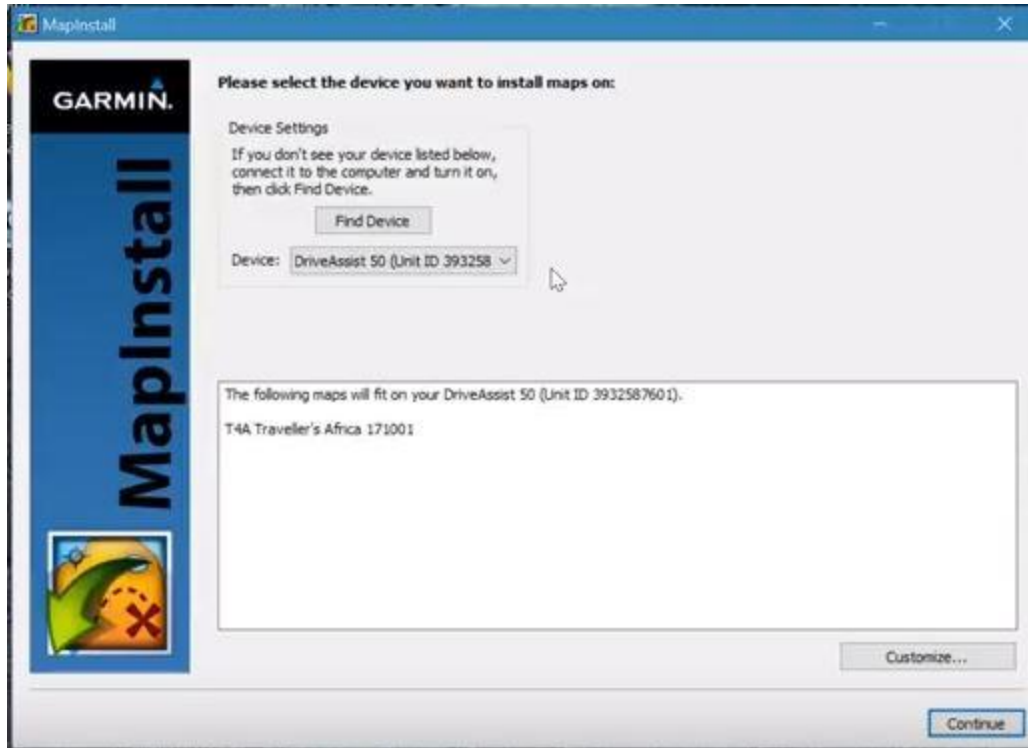 MapInstall
GARMIN.
MapInstall
Please select the device you want to install maps on:
Device Settings
If you don't see your device listed below,
connect it to the computer and turn it on,
then click Find Device.
Find Device
Device: DriveAssist 50 (Unit ID 393258
The following maps will fit on your DriveAssist 50 (Unit ID 3932587601).
T4A Traveller's Africa 171001
Customize...
Continue